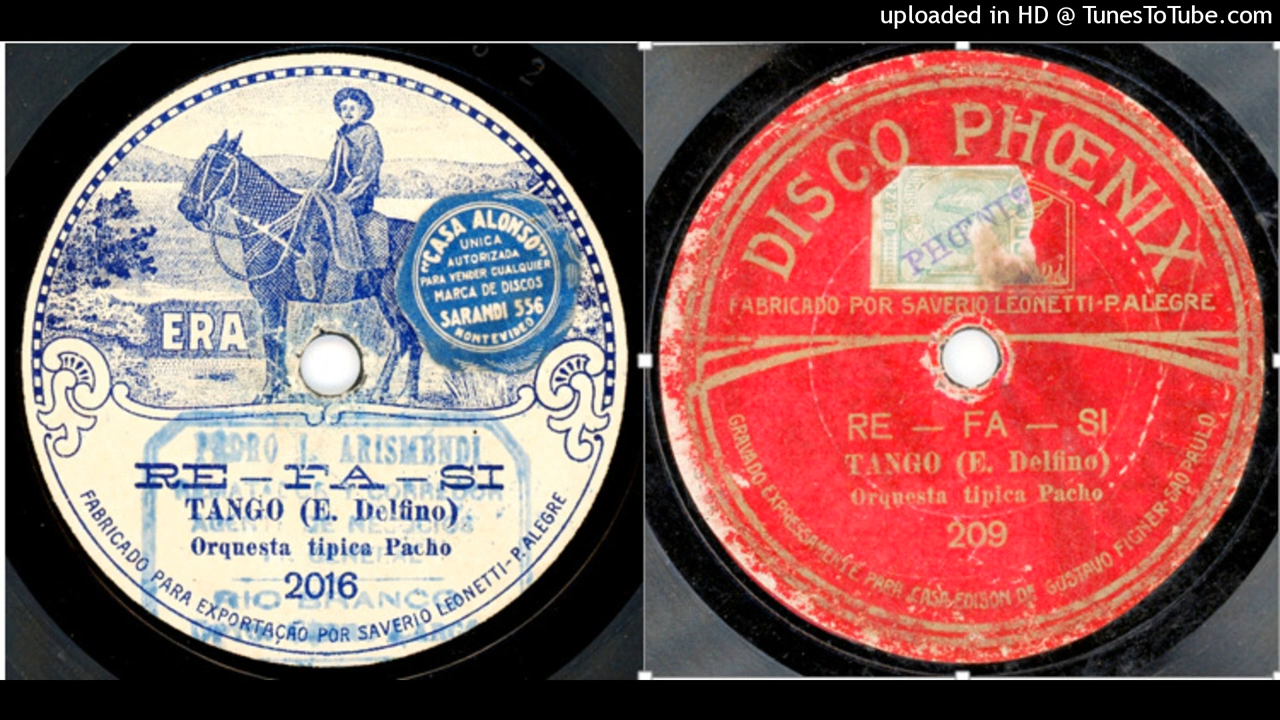 uploaded in HD @ TunesToTube.com
"CASA ALONSO"
UNICA
AUTORIZADA
PARA VENDER CUALQUIER
MARCA DE DISCOS
SARANDI 556
MONTEVIDEO
ERA
PEDRO J. ARISMENDI
RE-FA-SI
TANGO (E. Delfino)
Orquesta tipica Pacho
2016
RIO BRANCO
FABRICADO PARA EXPORTAÇÃO POR SAVERIO LEONETTI-P. ALEGRE
DISCO PHŒNIX
PHŒNIX
FABRICADO POR SAVERIO LEONETTI-P.ALEGRE
RE — FA — SI
TANGO (E. Delfino)
Orquesta tipica Pacho
209
GRAVADO EXPRESSAMENTE PARA CASA EDISON DE GUSTAVO FIGNER-SÃO PAULO